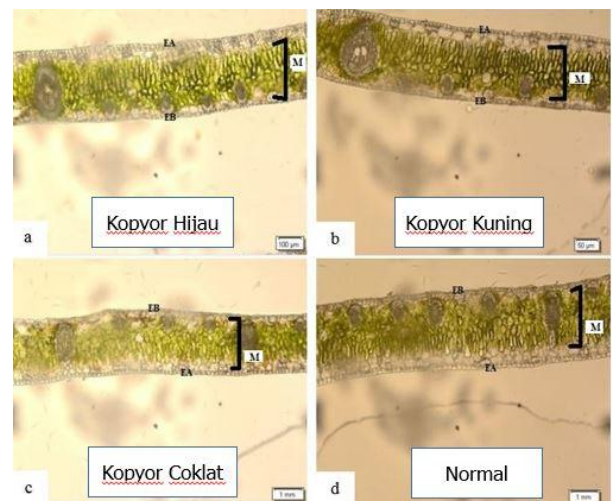 EA
M
EB
Kopyor Hijau
a
100 µm
EA
M
EB
Kopyor Kuning
b
50 µm
EB
M
EA
Kopyor Coklat
c
1 mm
EB
M
EA
Normal
d
1 mm